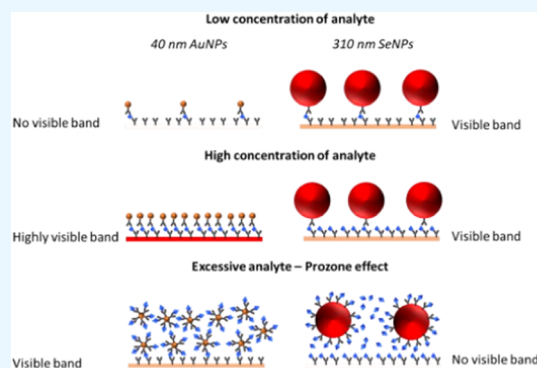 Low concentration of analyte
40 nm AuNPs 310 nm SeNPs
No visible band Visible band
High concentration of analyte
Highly visible band Visible band
Excessive analyte – Prozone effect
Visible band No visible band